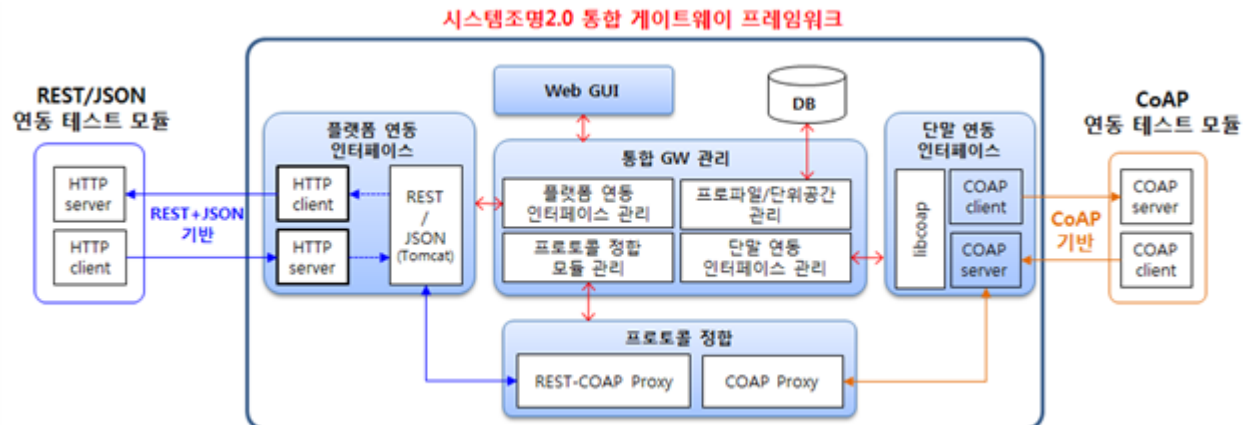 시스템조명2.0 통합 게이트웨이 프레임워크
REST/JSON
연동 테스트 모듈
HTTP
server
HTTP
client
REST+JSON
기반
플랫폼 연동
인터페이스
HTTP
client
HTTP
server
REST
/
JSON
(Tomcat)
Web GUI
DB
통합 GW 관리
플랫폼 연동
인터페이스 관리
프로파일/단위공간
관리
프로토콜 정합
모듈 관리
단말 연동
인터페이스 관리
프로토콜 정합
REST-COAP Proxy
COAP Proxy
단말 연동
인터페이스
libcoap
COAP
client
COAP
server
CoAP
기반
CoAP
연동 테스트 모듈
COAP
server
COAP
client